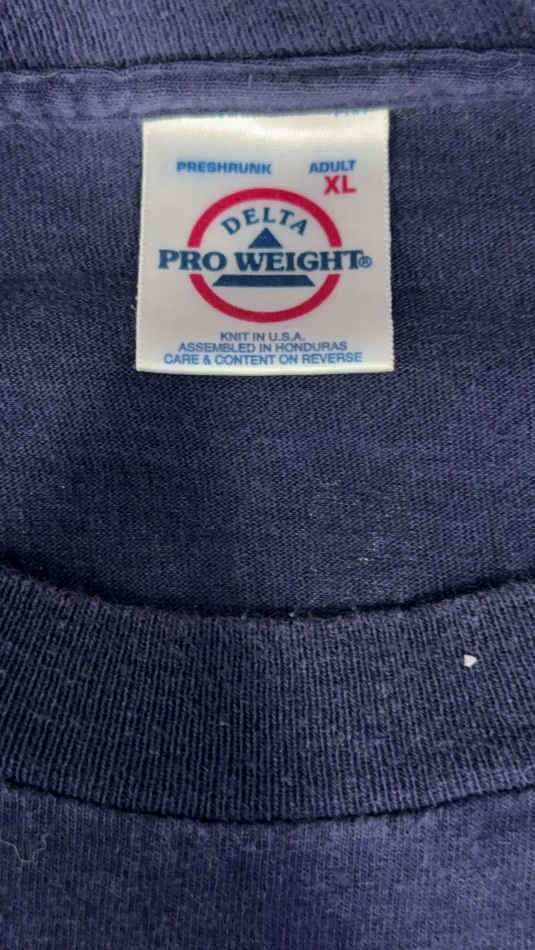 PRESHRUNK ADULT
XL
DELTA
PRO WEIGHT®
KNIT IN U.S.A.
ASSEMBLED IN HONDURAS
CARE & CONTENT ON REVERSE